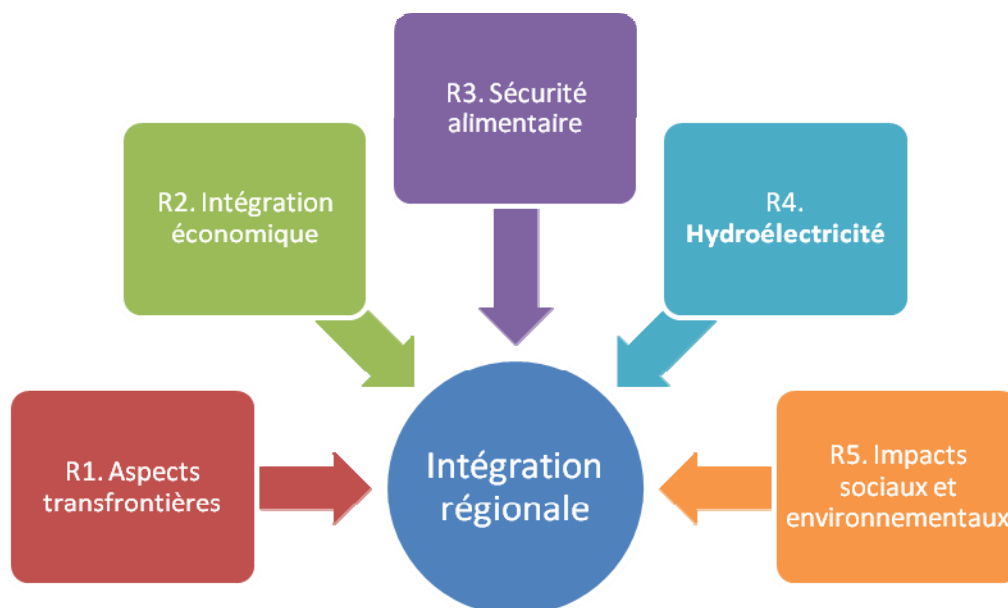 R3. Sécurité
alimentaire
R2. Intégration
économique
R4.
Hydroélectricité
R1. Aspects
transfrontières
Intégration
régionale
R5. Impacts
sociaux et
environnementaux